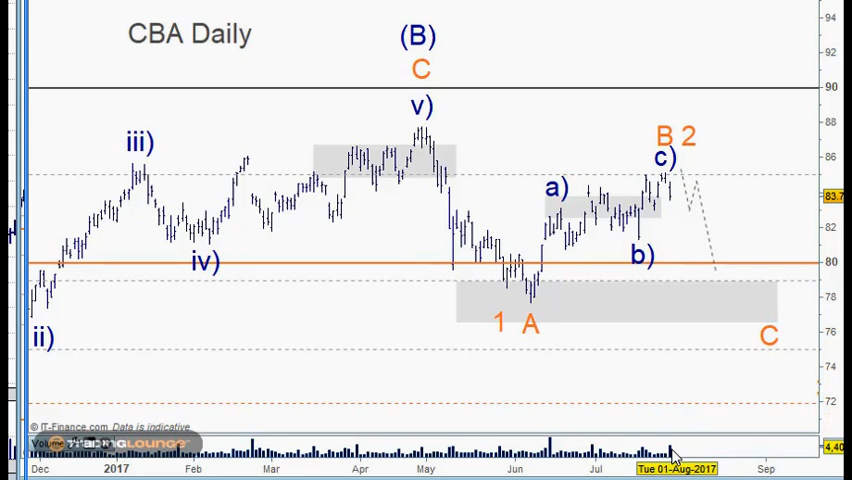 CBA Daily
(B)
C
v)
iii)
B 2
c)
a)
iv)
b)
ii)
1 A
C
94
92
90
88
86
83.7
82
80
78
76
74
72
© IT-Finance.com Data is indicative
Volume
TRADINGLOUNGE
4,40
Dec 2017 Feb Mar Apr May Jun Jul Tue 01-Aug-2017 Sep